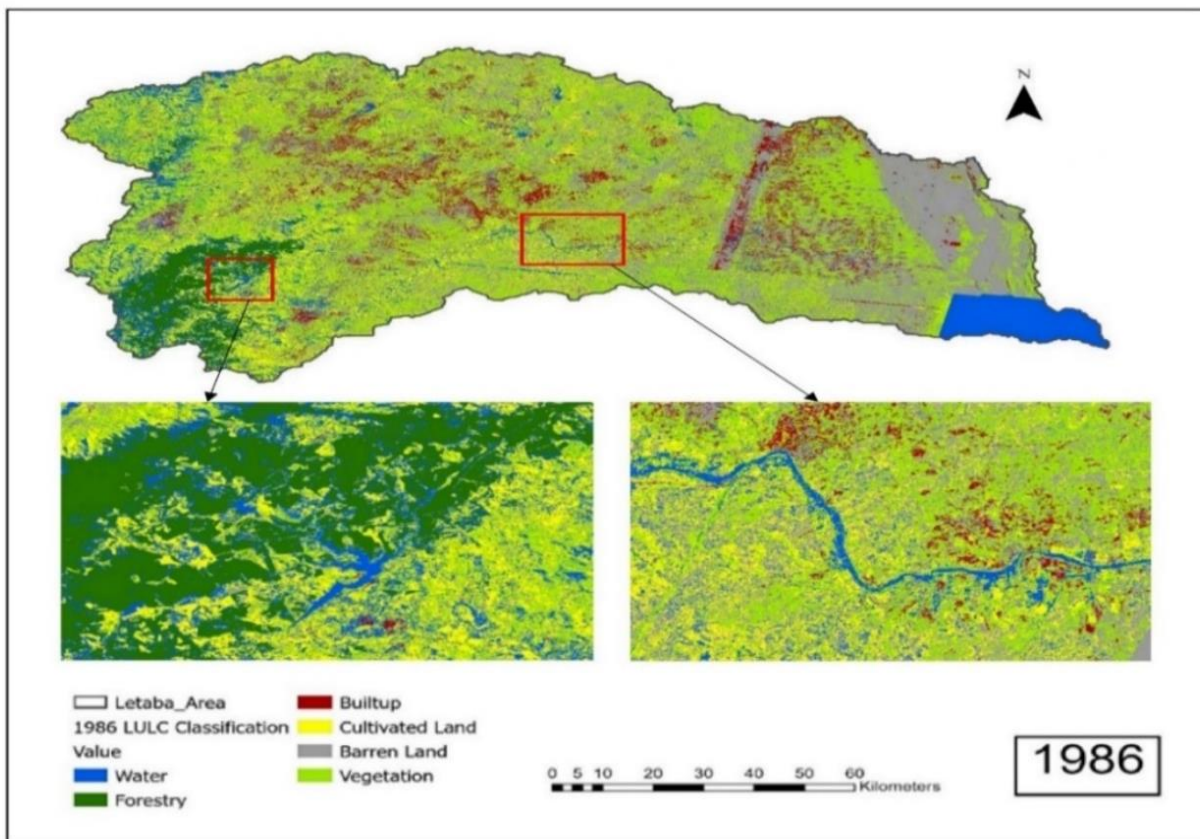 N
Letaba_Area
1986 LULC Classification
Value
Water
Forestry
Builtup
Cultivated Land
Barren Land
Vegetation
0 5 10 20 30 40 50 60
Kilometers
1986